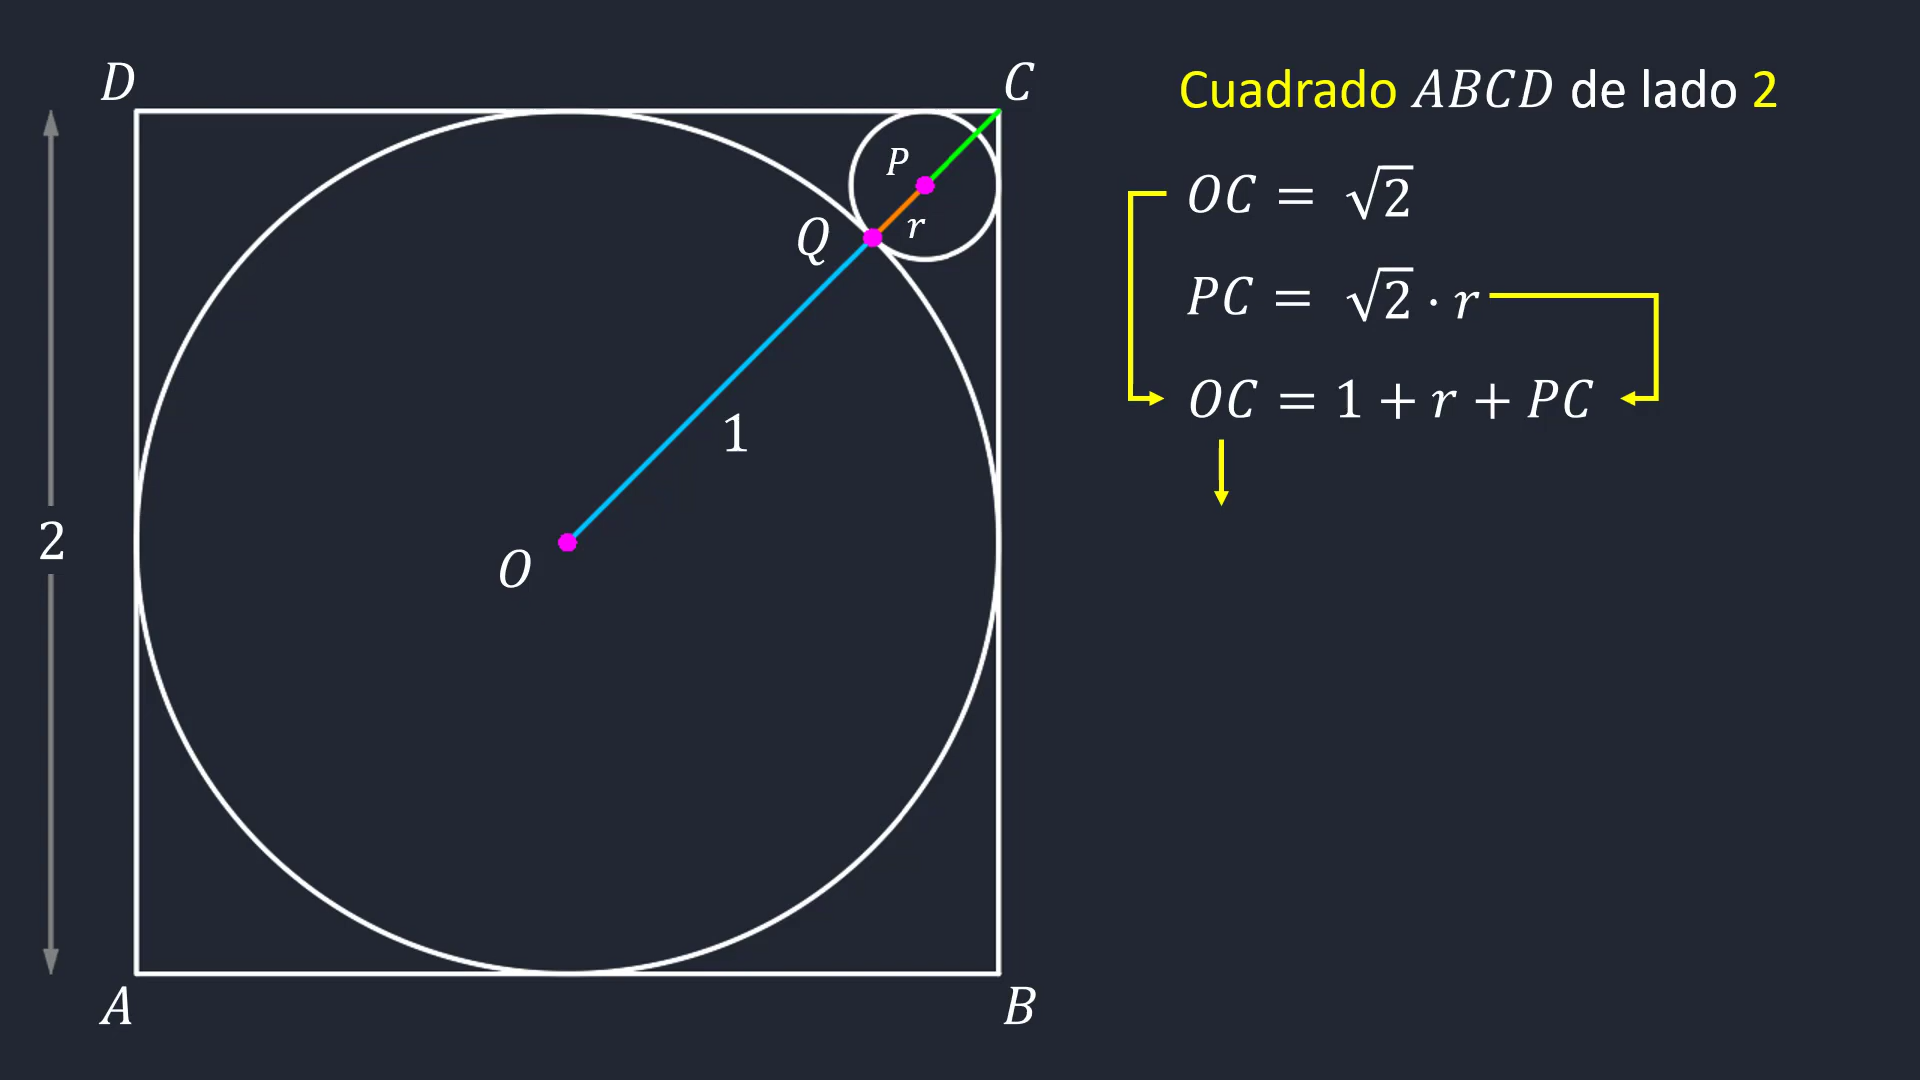 D
C
Cuadrado ABCD de lado 2
P
OC = √2
Q
r
PC = √2 · r
OC = 1 + r + PC
1
2
O
A
B